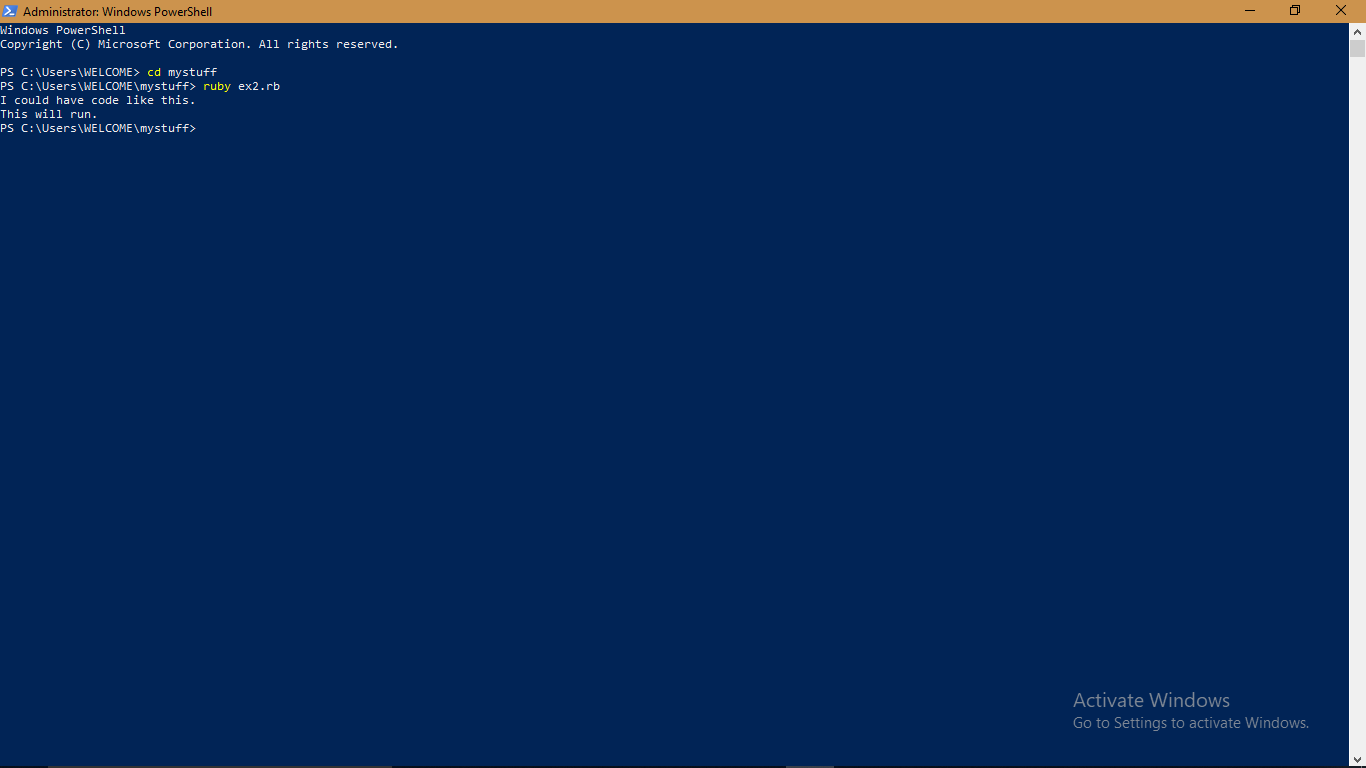 Administrator: Windows PowerShell
Windows PowerShell
Copyright (C) Microsoft Corporation. All rights reserved.
PS C:\Users\WELCOME> cd mystuff
PS C:\Users\WELCOME\mystuff> ruby ex2.rb
I could have code like this.
This will run.
PS C:\Users\WELCOME\mystuff>
Activate Windows
Go to Settings to activate Windows.